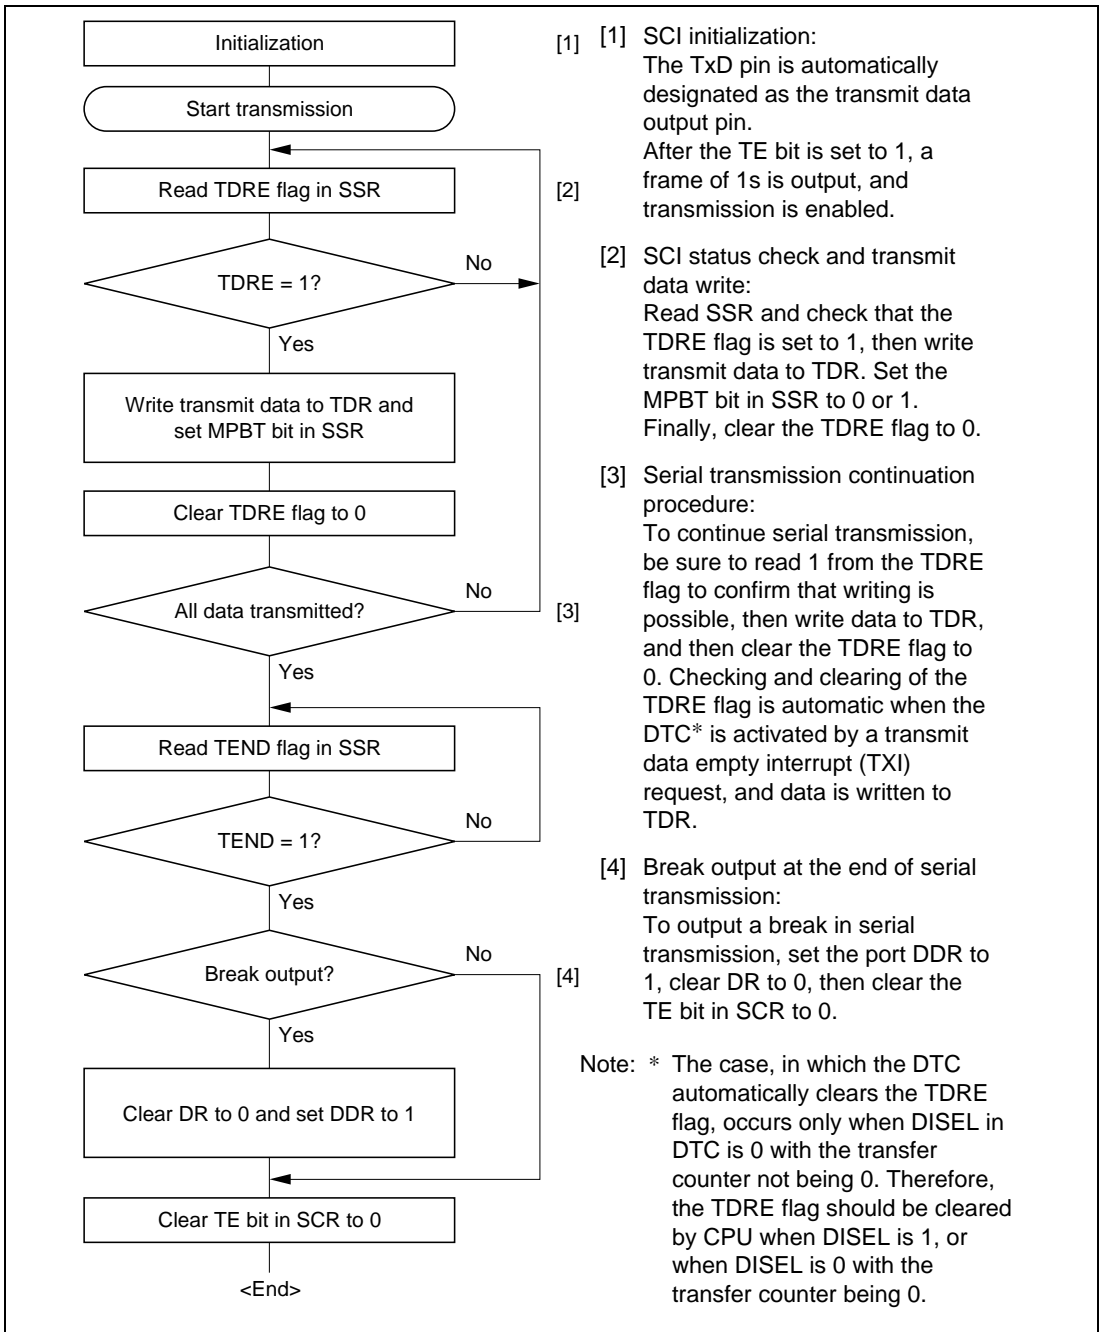 Initialization
[1]
Start transmission
Read TDRE flag in SSR
[2]
TDRE = 1?
No
Yes
Write transmit data to TDR and
set MPBT bit in SSR
Clear TDRE flag to 0
All data transmitted?
No
[3]
Yes
Read TEND flag in SSR
TEND = 1?
No
Yes
Break output?
No
[4]
Yes
Clear DR to 0 and set DDR to 1
Clear TE bit in SCR to 0
<End>
[1] SCI initialization:
The TxD pin is automatically
designated as the transmit data
output pin.
After the TE bit is set to 1, a
frame of 1s is output, and
transmission is enabled.
[2] SCI status check and transmit
data write:
Read SSR and check that the
TDRE flag is set to 1, then write
transmit data to TDR. Set the
MPBT bit in SSR to 0 or 1.
Finally, clear the TDRE flag to 0.
[3] Serial transmission continuation
procedure:
To continue serial transmission,
be sure to read 1 from the TDRE
flag to confirm that writing is
possible, then write data to TDR,
and then clear the TDRE flag to
0. Checking and clearing of the
TDRE flag is automatic when the
DTC* is activated by a transmit
data empty interrupt (TXI)
request, and data is written to
TDR.
[4] Break output at the end of serial
transmission:
To output a break in serial
transmission, set the port DDR to
1, clear DR to 0, then clear the
TE bit in SCR to 0.
Note: * The case, in which the DTC
automatically clears the TDRE
flag, occurs only when DISEL in
DTC is 0 with the transfer
counter not being 0. Therefore,
the TDRE flag should be cleared
by CPU when DISEL is 1, or
when DISEL is 0 with the
transfer counter being 0.